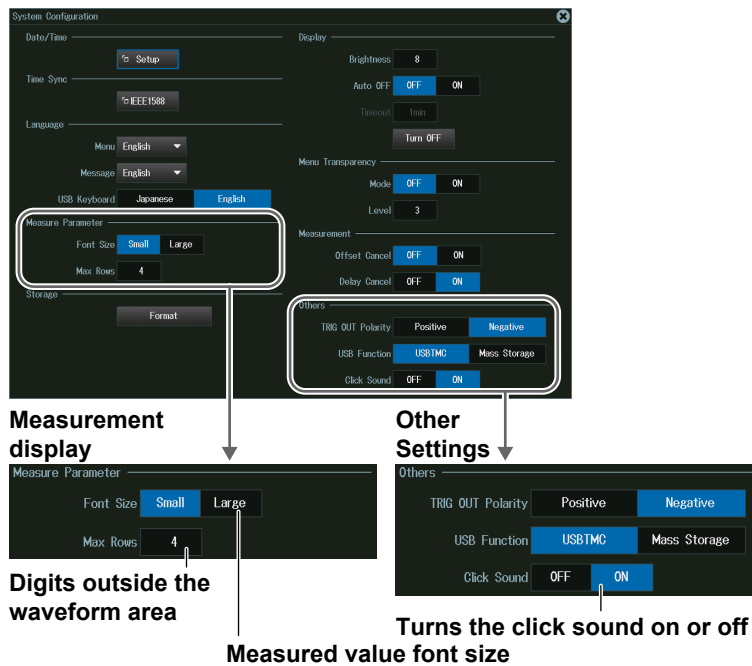 System Configuration
Date/Time
Setup
Time Sync
IEEE1588
Language
Menu English
Message English
USB Keyboard Japanese English
Measure Parameter
Font Size Small Large
Max Rows 4
Storage
Format
Display
Brightness 8
Auto OFF OFF ON
Timeout 1min
Turn OFF
Menu Transparency
Mode OFF ON
Level 3
Measurement
Offset Cancel OFF ON
Delay Cancel OFF ON
Others
TRIG OUT Polarity Positive Negative
USB Function USBTMC Mass Storage
Click Sound OFF ON
Measurement
display
Measure Parameter
Font Size Small Large
Max Rows 4
Digits outside the
waveform area
Measured value font size
Other
Settings
Others
TRIG OUT Polarity Positive Negative
USB Function USBTMC Mass Storage
Click Sound OFF ON
Turns the click sound on or off